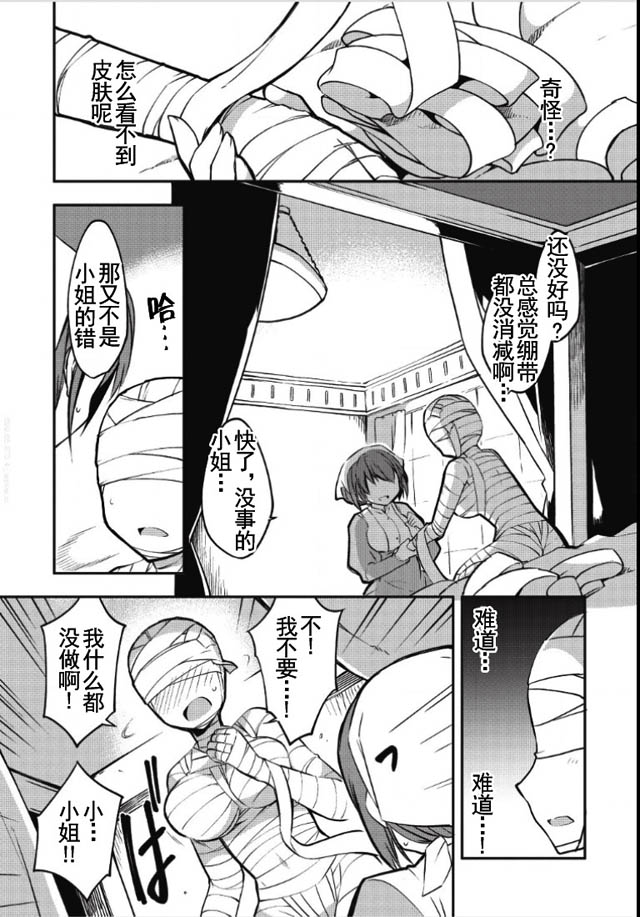 奇怪…?
怎么看不到
皮肤呢
还没好吗?
总感觉绷带
都没消减啊…
快了,没事的
小姐…
哈…
那又不是
小姐的错
难道…
难道…!
不!
我不要…!
我什么都
没做啊!
小…
小姐!!